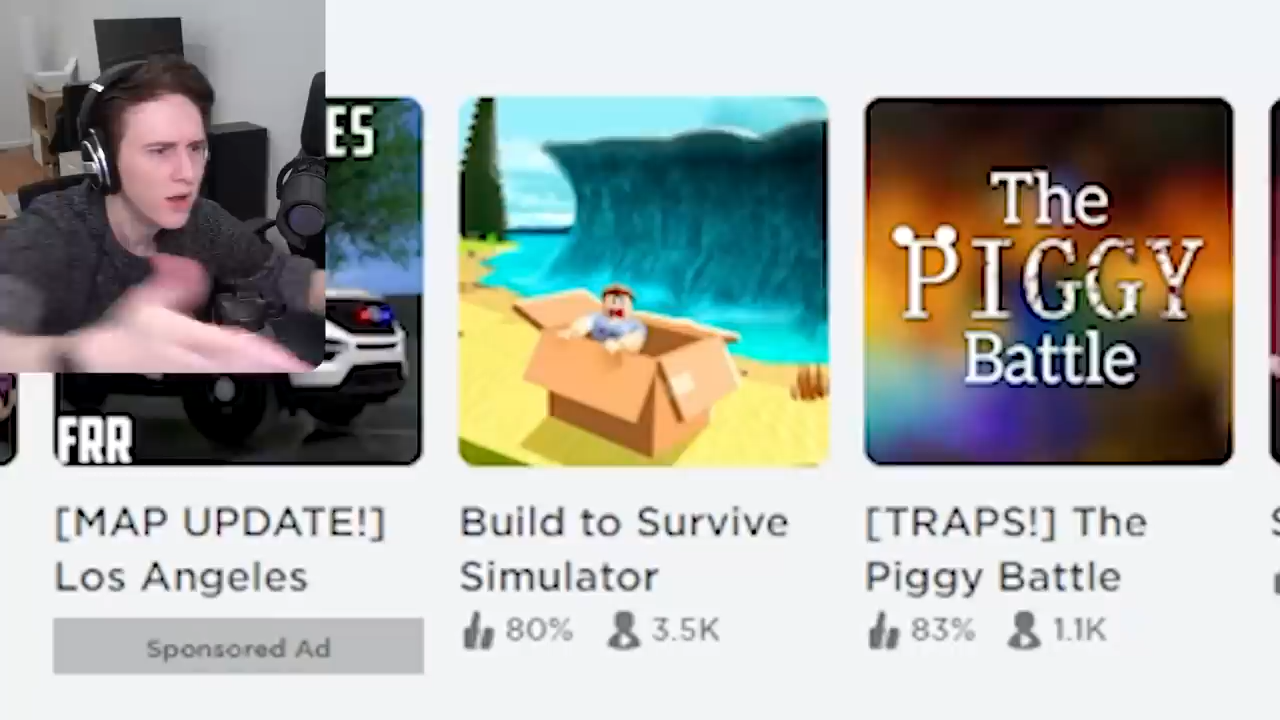 ES
FRR
[MAP UPDATE!]
Los Angeles
Sponsored Ad
Build to Survive
Simulator
80% 3.5K
The
PIGGY
Battle
[TRAPS!] The
Piggy Battle
83% 1.1K
S